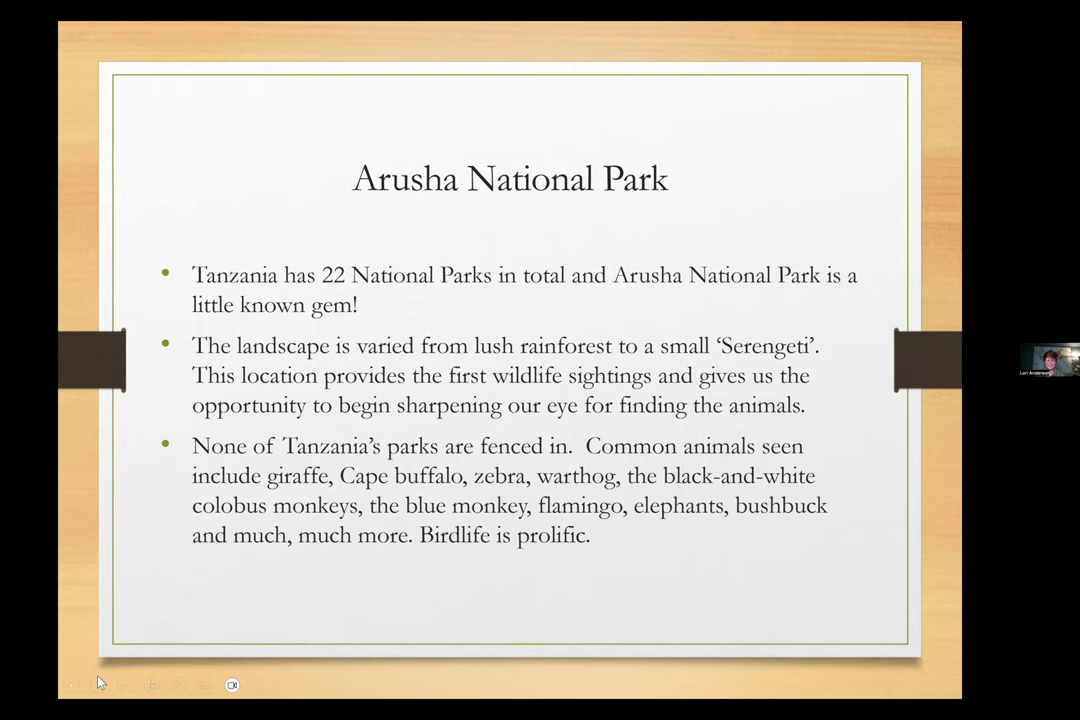 Arusha National Park
Tanzania has 22 National Parks in total and Arusha National Park is a
little known gem!
The landscape is varied from lush rainforest to a small ‘Serengeti’.
This location provides the first wildlife sightings and gives us the
opportunity to begin sharpening our eye for finding the animals.
None of Tanzania’s parks are fenced in.  Common animals seen
include giraffe, Cape buffalo, zebra, warthog, the black-and-white
colobus monkeys, the blue monkey, flamingo, elephants, bushbuck
and much, much more. Birdlife is prolific.
Lori Anderson